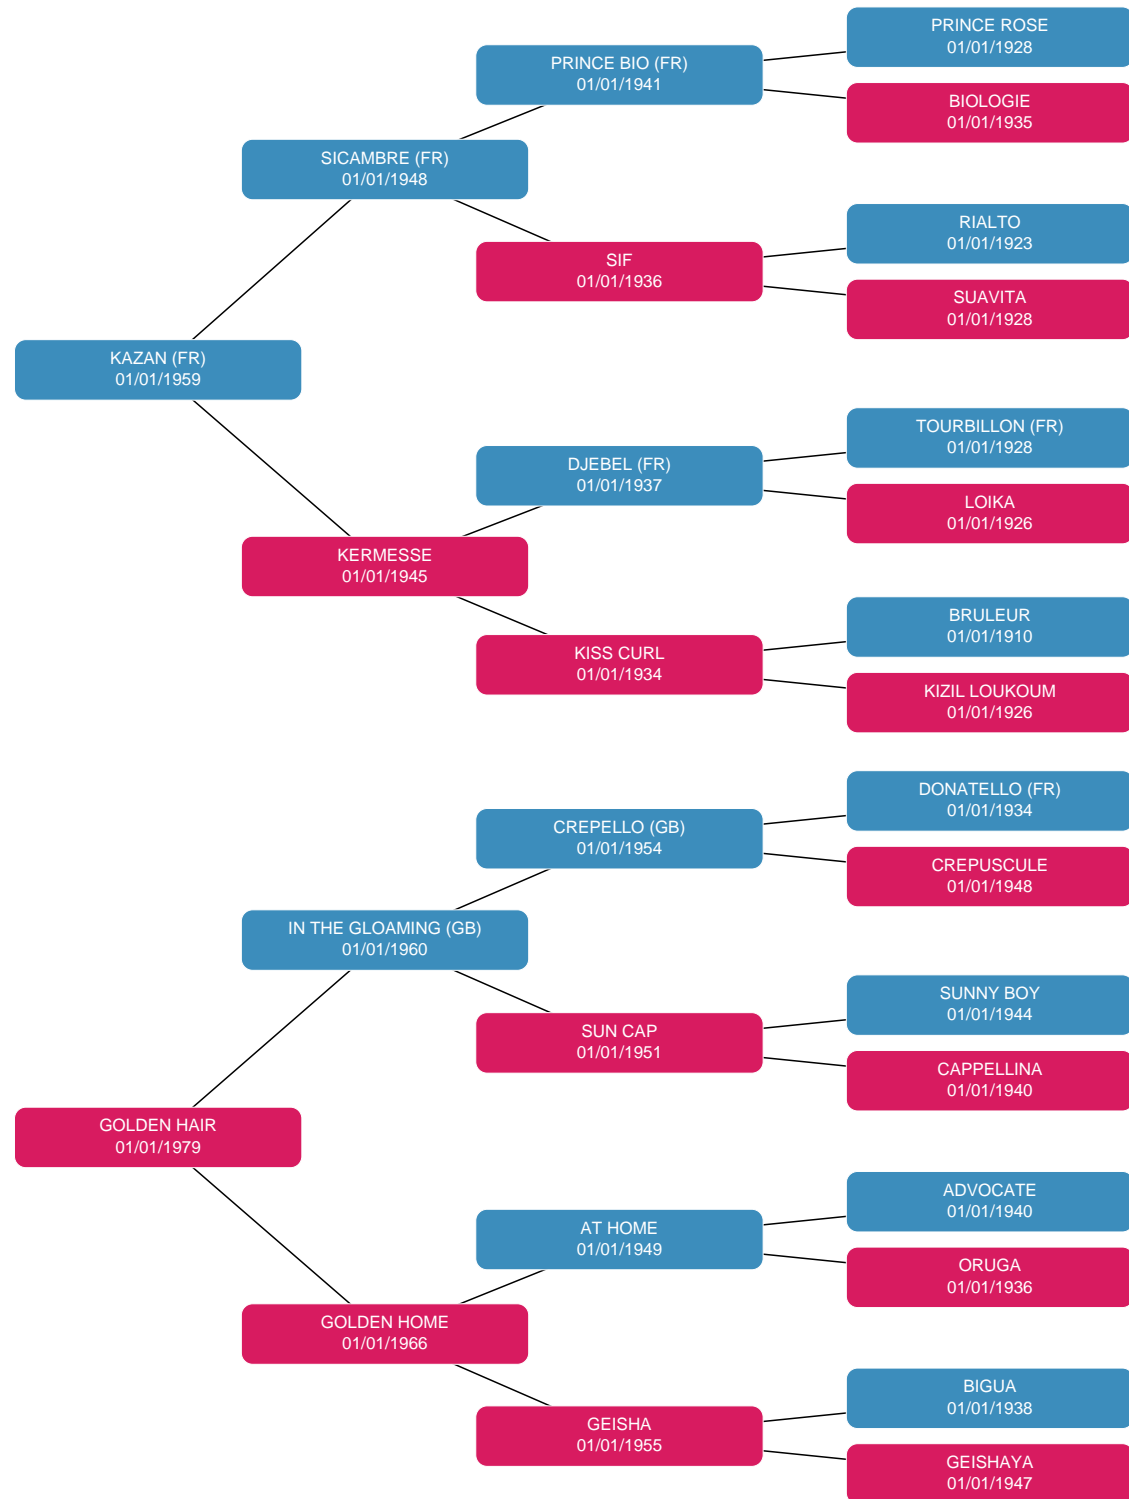 PRINCE ROSE
01/01/1928
PRINCE BIO (FR)
01/01/1941
BIOLOGIE
01/01/1935
SICAMBRE (FR)
01/01/1948
RIALTO
01/01/1923
SIF
01/01/1936
SUAVITA
01/01/1928
KAZAN (FR)
01/01/1959
TOURBILLON (FR)
01/01/1928
DJEBEL (FR)
01/01/1937
LOIKA
01/01/1926
KERMESSE
01/01/1945
BRULEUR
01/01/1910
KISS CURL
01/01/1934
KIZIL LOUKOUM
01/01/1926
DONATELLO (FR)
01/01/1934
CREPELLO (GB)
01/01/1954
CREPUSCULE
01/01/1948
IN THE GLOAMING (GB)
01/01/1960
SUNNY BOY
01/01/1944
SUN CAP
01/01/1951
CAPPELLINA
01/01/1940
GOLDEN HAIR
01/01/1979
ADVOCATE
01/01/1940
AT HOME
01/01/1949
ORUGA
01/01/1936
GOLDEN HOME
01/01/1966
BIGUA
01/01/1938
GEISHA
01/01/1955
GEISHAYA
01/01/1947